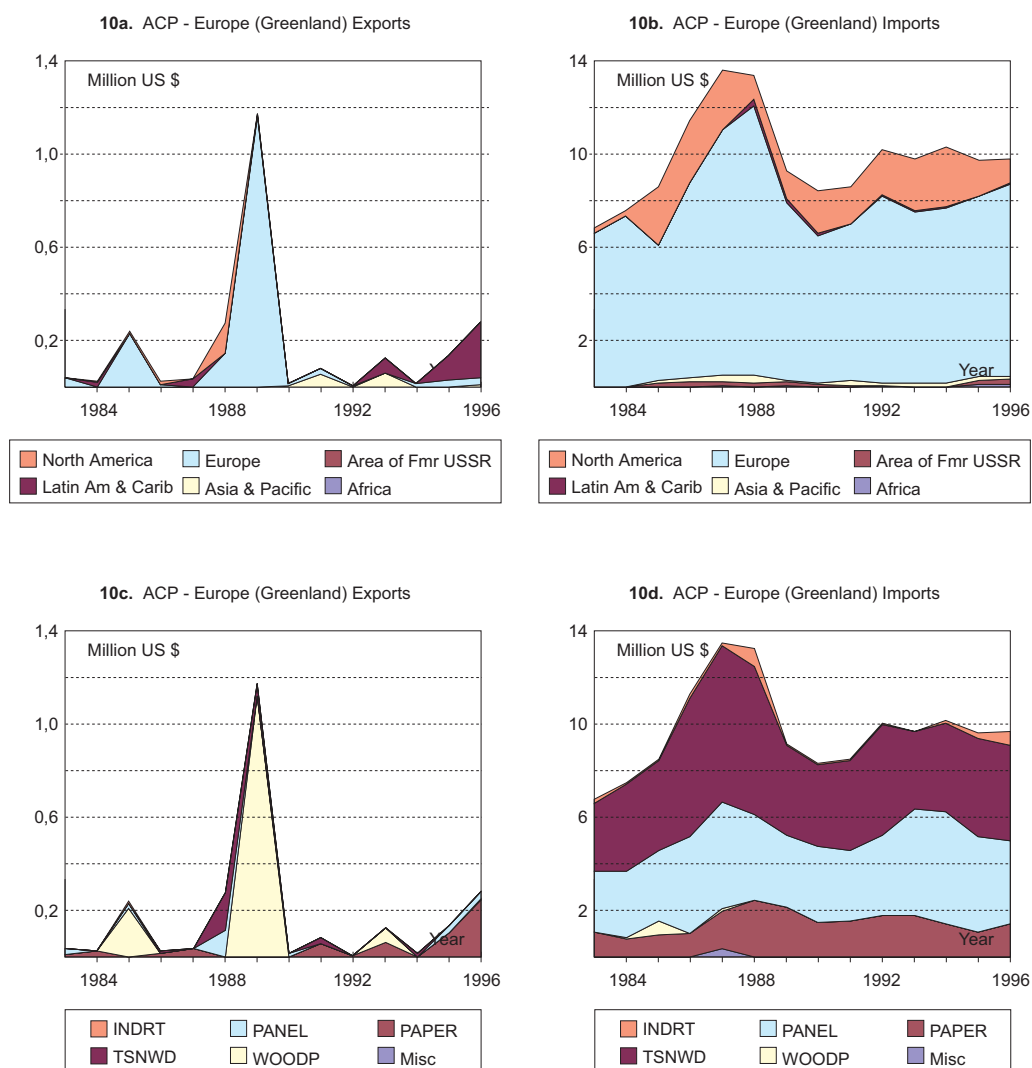 10a. ACP - Europe (Greenland) Exports
1,4
Million US $
1,0
0,6
0,2
Year
1984
1988
1992
1996
North America
Europe
Area of Fmr USSR
Latin Am & Carib
Asia & Pacific
Africa
10b. ACP - Europe (Greenland) Imports
14
Million US $
10
6
2
Year
1984
1988
1992
1996
North America
Europe
Area of Fmr USSR
Latin Am & Carib
Asia & Pacific
Africa
10c. ACP - Europe (Greenland) Exports
1,4
Million US $
1,0
0,6
0,2
Year
1984
1988
1992
1996
INDRT
PANEL
PAPER
TSNWD
WOODP
Misc
10d. ACP - Europe (Greenland) Imports
14
Million US $
10
6
2
Year
1984
1988
1992
1996
INDRT
PANEL
PAPER
TSNWD
WOODP
Misc